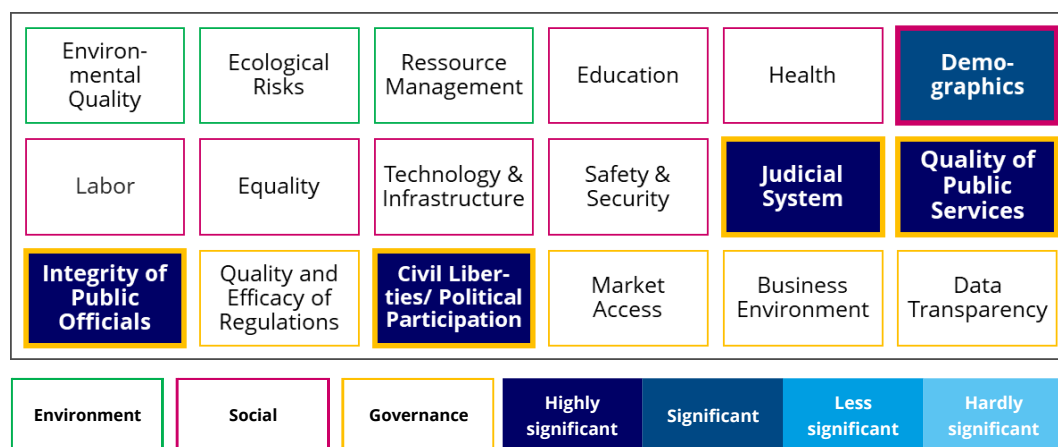 Environ-
mental
Quality
Ecological
Risks
Ressource
Management
Education
Health
Demo-
graphics
Labor
Equality
Technology &
Infrastructure
Safety &
Security
Judicial
System
Quality of
Public
Services
Integrity of
Public
Officials
Quality and
Efficacy of
Regulations
Civil Liber-
ties/ Political
Participation
Market
Access
Business
Environment
Data
Transparency
Environment
Social
Governance
Highly
significant
Significant
Less
significant
Hardly
significant